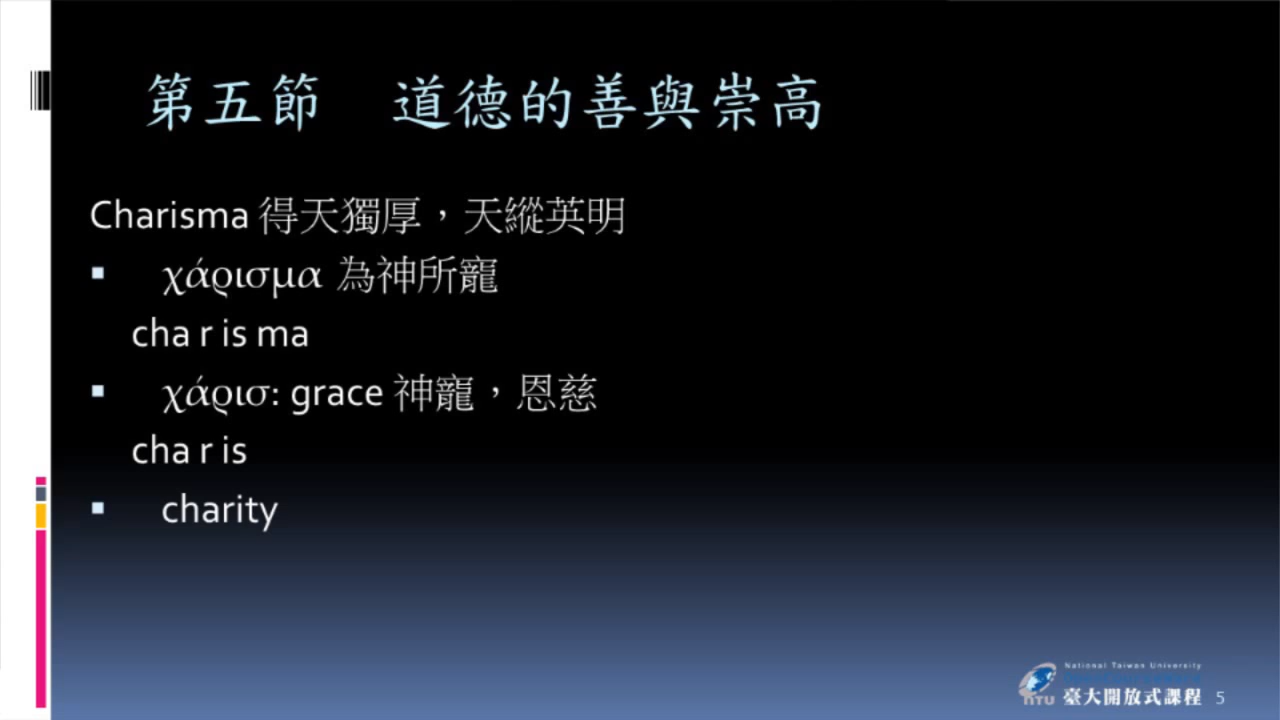 第五節　道德的善與崇高
Charisma 得天獨厚，天縱英明
▪ χάρισμα 為神所寵
cha r is ma
▪ χάρισ: grace 神寵，恩慈
cha r is
▪ charity
National Taiwan University
NTU 臺大開放式課程 5